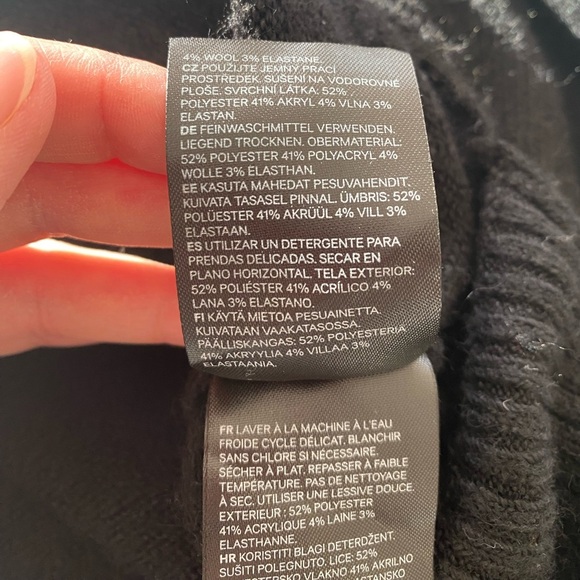 4% WOOL 3% ELASTANE.
CZ POUŽIJTE JEMNÝ PRACÍ
PROSTŘEDEK. SUŠENÍ NA VODOROVNÉ
PLOŠE. SVRCHNÍ LÁTKA: 52%
POLYESTER 41% AKRYL 4% VLNA 3%
ELASTAN.
DE FEINWASCHMITTEL VERWENDEN.
LIEGEND TROCKNEN. OBERMATERIAL:
52% POLYESTER 41% POLYACRYL 4%
WOLLE 3% ELASTHAN.
EE KASUTA MAHEDAT PESUVAHENDIT.
KUIVATA TASASEL PINNAL. ÜMBRIS: 52%
POLÜESTER 41% AKRÜÜL 4% VILL 3%
ELASTAAN.
ES UTILIZAR UN DETERGENTE PARA
PRENDAS DELICADAS. SECAR EN
PLANO HORIZONTAL. TELA EXTERIOR:
52% POLIÉSTER 41% ACRÍLICO 4%
LANA 3% ELASTANO.
FI KÄYTÄ MIETOA PESUAINETTA.
KUIVATAAN VAAKATASOSSA.
PÄÄLLISKANGAS: 52% POLYESTERIA
41% AKRYYLIA 4% VILLAA 3%
ELASTAANIA.
FR LAVER À LA MACHINE À L'EAU
FROIDE CYCLE DÉLICAT. BLANCHIR
SANS CHLORE SI NÉCESSAIRE.
SÉCHER À PLAT. REPASSER À FAIBLE
TEMPÉRATURE. PAS DE NETTOYAGE
À SEC. UTILISER UNE LESSIVE DOUCE.
EXTERIEUR: 52% POLYESTER
41% ACRYLIQUE 4% LAINE 3%
ELASTHANNE.
HR KORISTITI BLAGI DETERDŽENT.
SUŠITI POLEGNUTO. LICE: 52%
POLIESTERSKO VLAKNO 41% AKRILNO